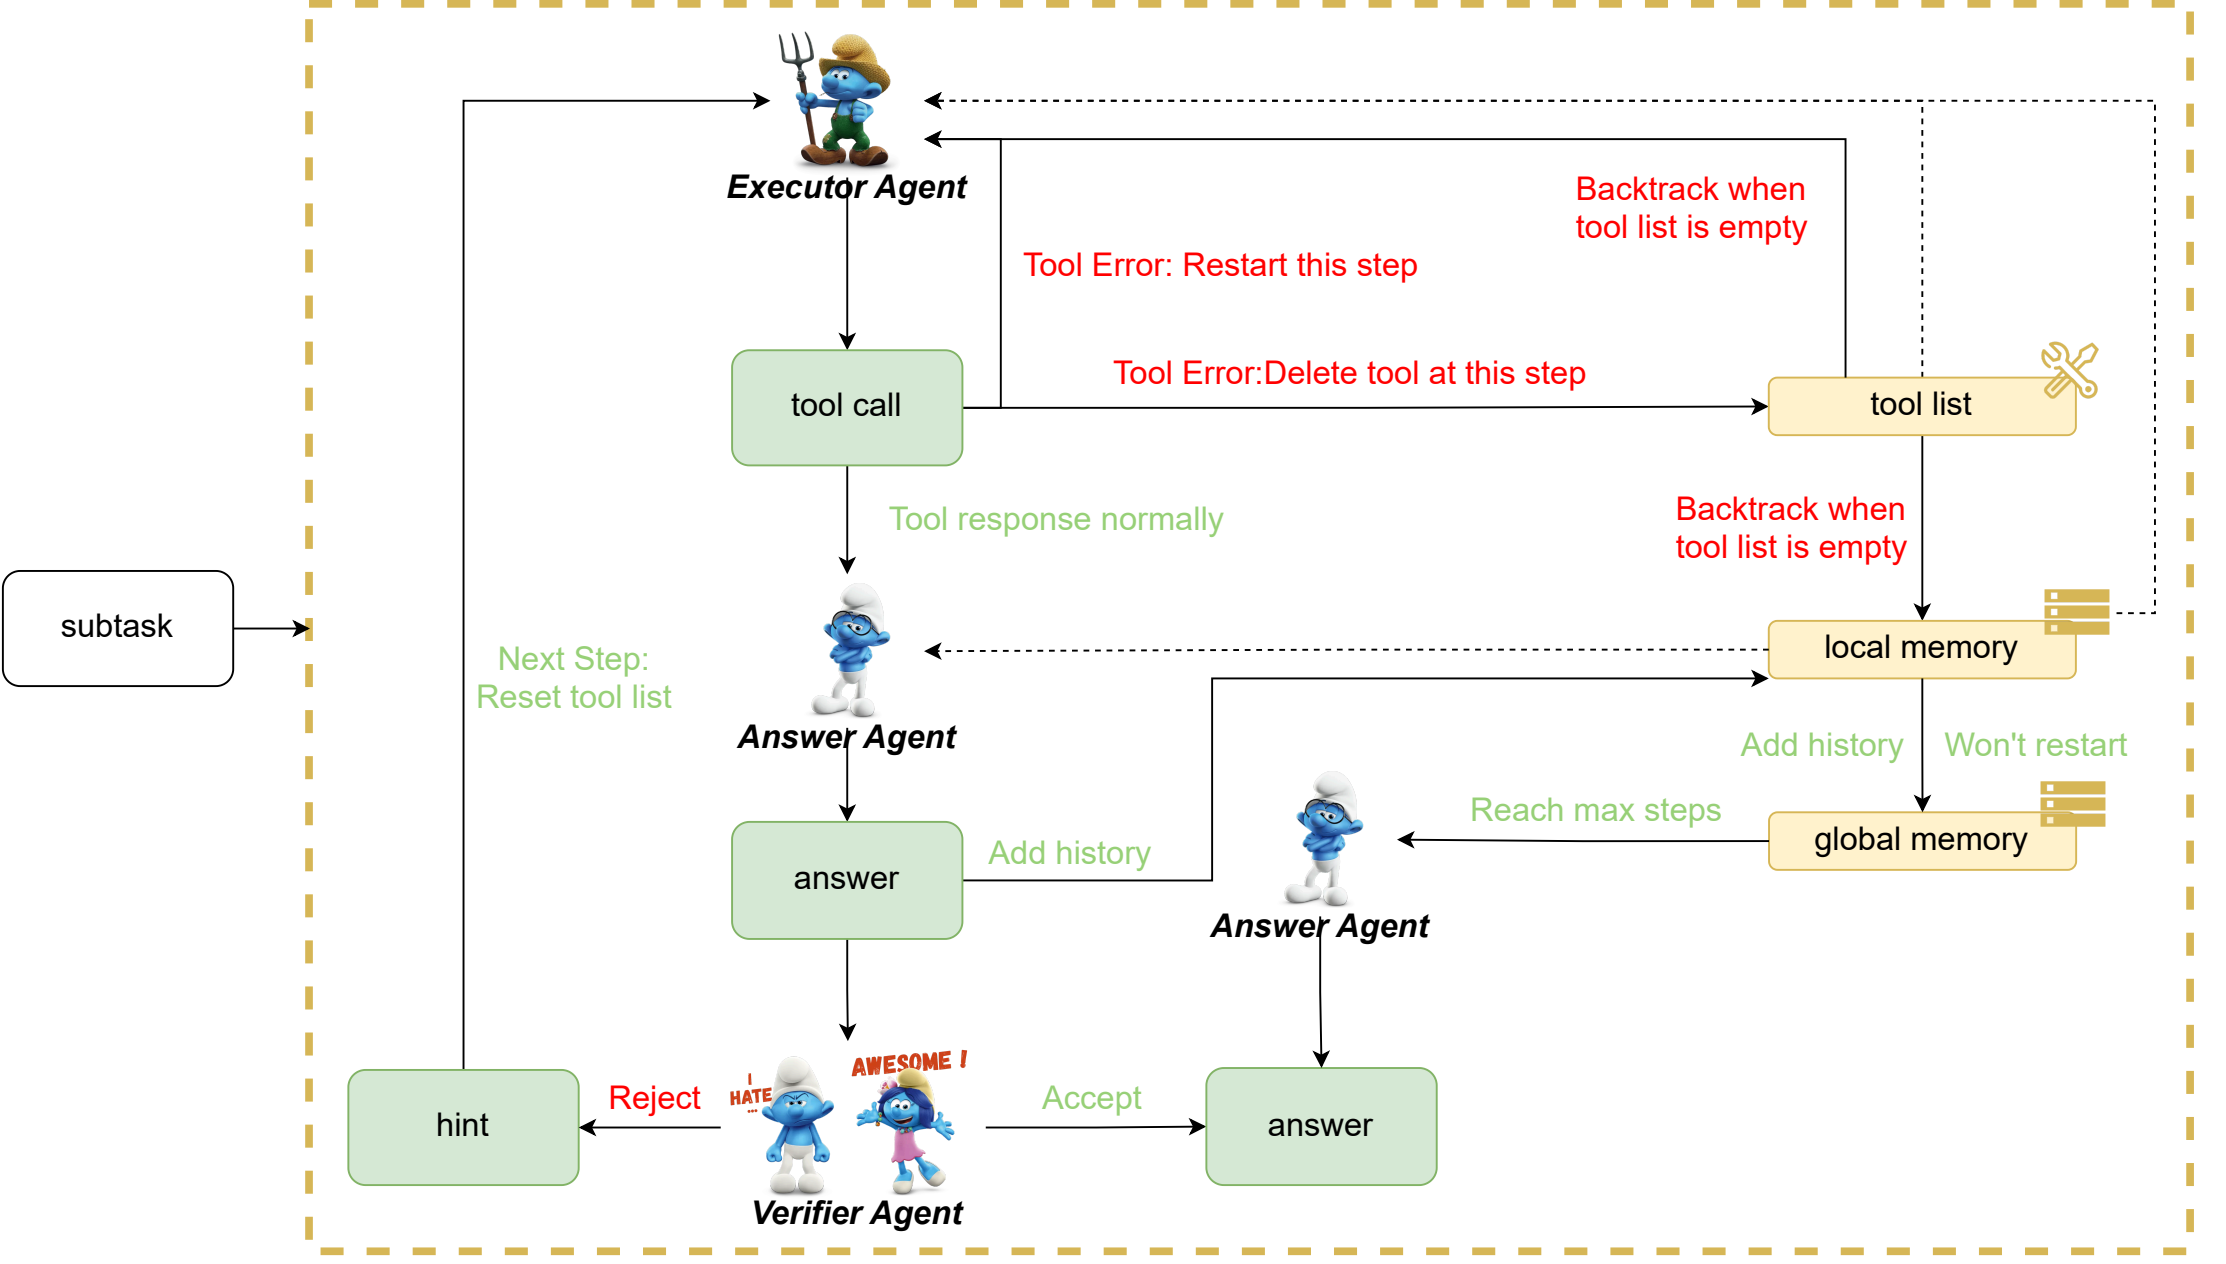 Executor Agent
Backtrack when
tool list is empty
Tool Error: Restart this step
Tool Error:Delete tool at this step
tool call
tool list
Tool response normally
Backtrack when
tool list is empty
subtask
Next Step:
Reset tool list
local memory
Answer Agent
Add history
Won't restart
Reach max steps
global memory
answer
Add history
Answer Agent
I
HATE
...
AWESOME !
hint
Reject
Accept
answer
Verifier Agent